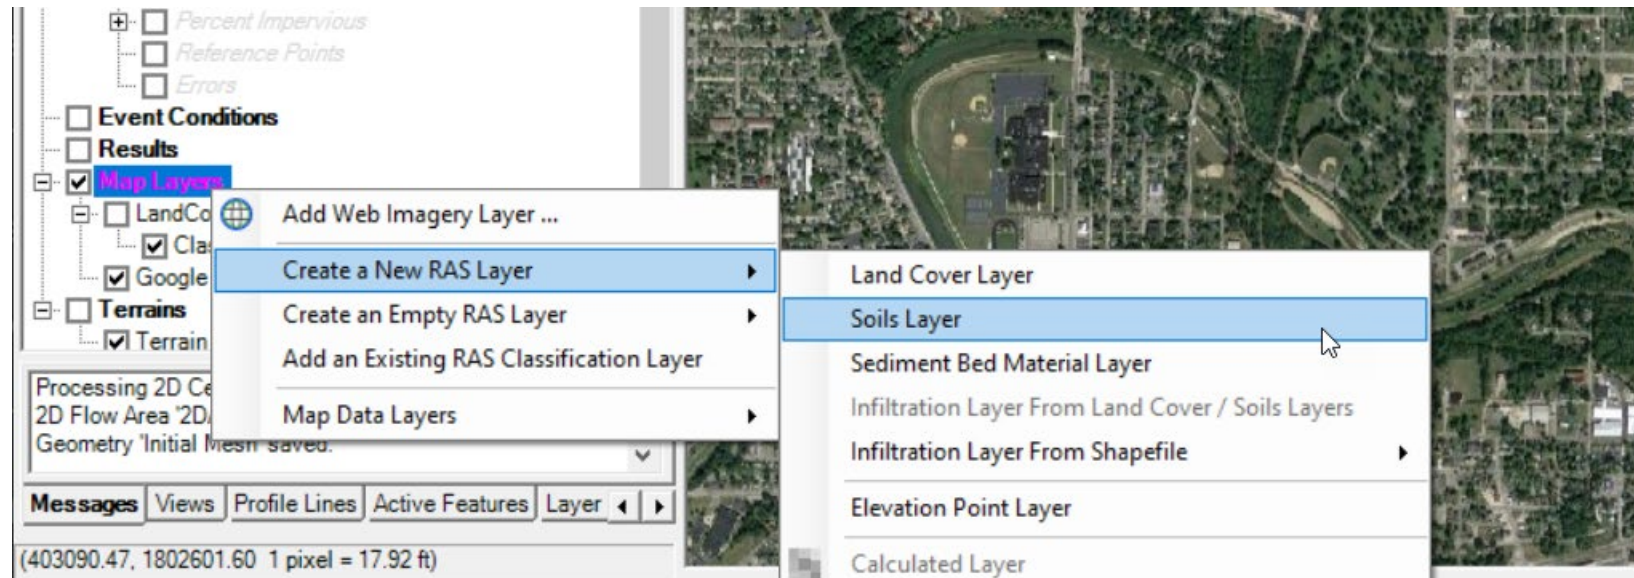 Percent Impervious
Reference Points
Errors
Event Conditions
Results
Map Layers
LandCo
Clas
Google
Terrains
Terrain
Add Web Imagery Layer ...
Create a New RAS Layer
Create an Empty RAS Layer
Add an Existing RAS Classification Layer
Map Data Layers
Land Cover Layer
Soils Layer
Sediment Bed Material Layer
Infiltration Layer From Land Cover / Soils Layers
Infiltration Layer From Shapefile
Elevation Point Layer
Calculated Layer
Processing 2D Ce
2D Flow Area '2D
Geometry 'Initial Mesh' saved.
Messages Views Profile Lines Active Features Layer
(403090.47, 1802601.60 1 pixel = 17.92 ft)